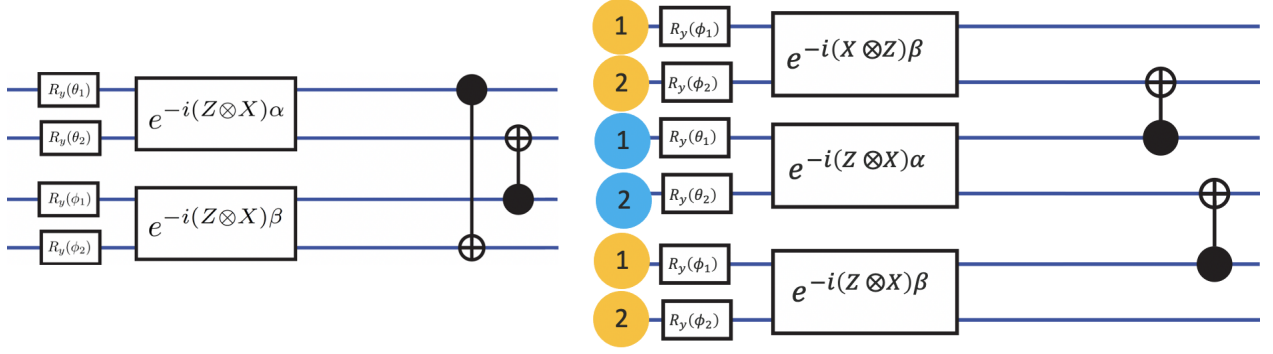 R_y(θ_1)
R_y(θ_2)
e^{-i(Z⊗X)α}
R_y(ϕ_1)
R_y(ϕ_2)
e^{-i(Z⊗X)β}
1 R_y(ϕ_1)
2 R_y(ϕ_2)
e^{-i(X⊗Z)β}
1 R_y(θ_1)
2 R_y(θ_2)
e^{-i(Z⊗X)α}
1 R_y(ϕ_1)
2 R_y(ϕ_2)
e^{-i(Z⊗X)β}